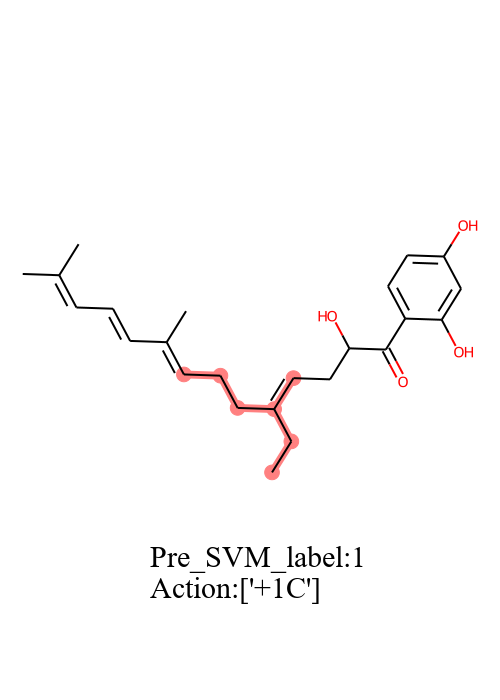 OH
HO
OH
O
Pre_SVM_label:1
Action:['+1C']